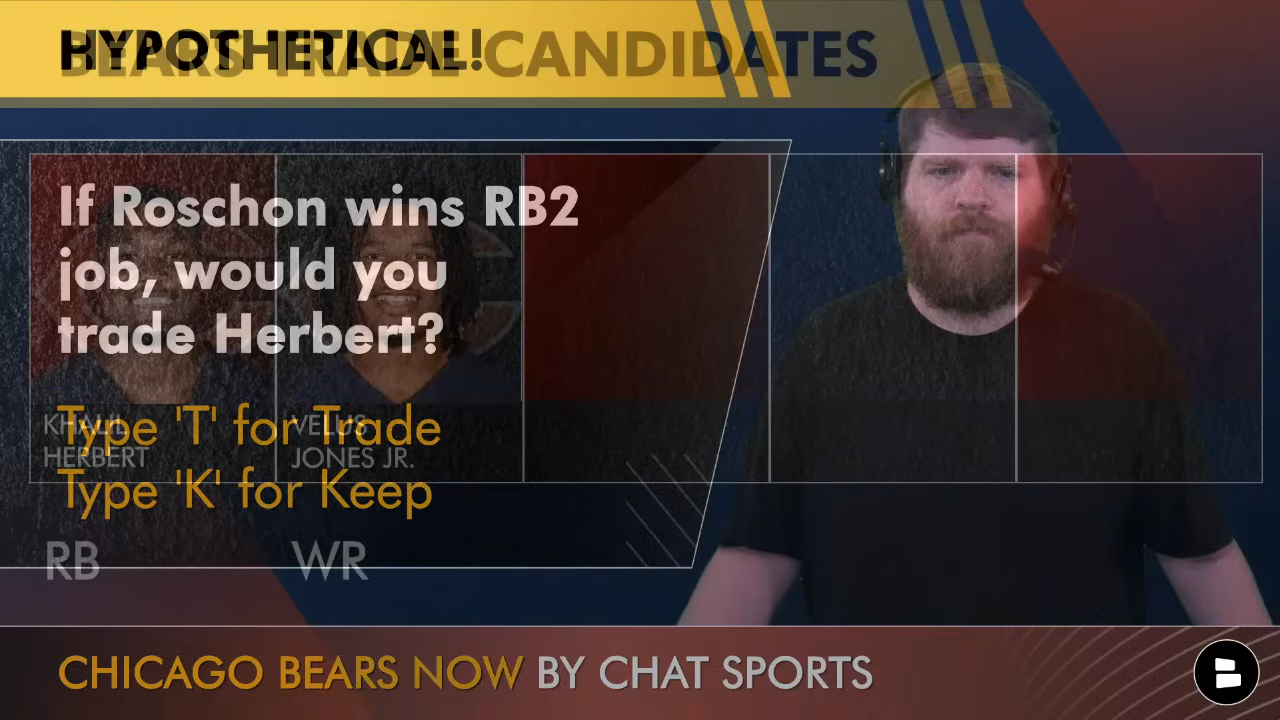 HYPOTHETICAL!
BEARS TRADE CANDIDATES
If Roschon wins RB2
job, would you
trade Herbert?
Type 'T' for Trade
Type 'K' for Keep
KHALIL
HERBERT
RB
VELUS
JONES JR.
WR
CHICAGO BEARS NOW BY CHAT SPORTS